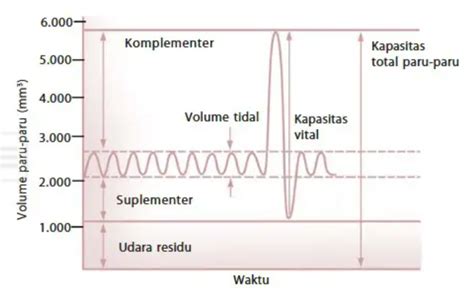 6.000
Komplementer
Kapasitas
total paru-paru
5.000
4.000
Volume tidal
Kapasitas
vital
3.000
Volume paru-paru (mm³)
2.000
Suplementer
1.000
Udara residu
Waktu